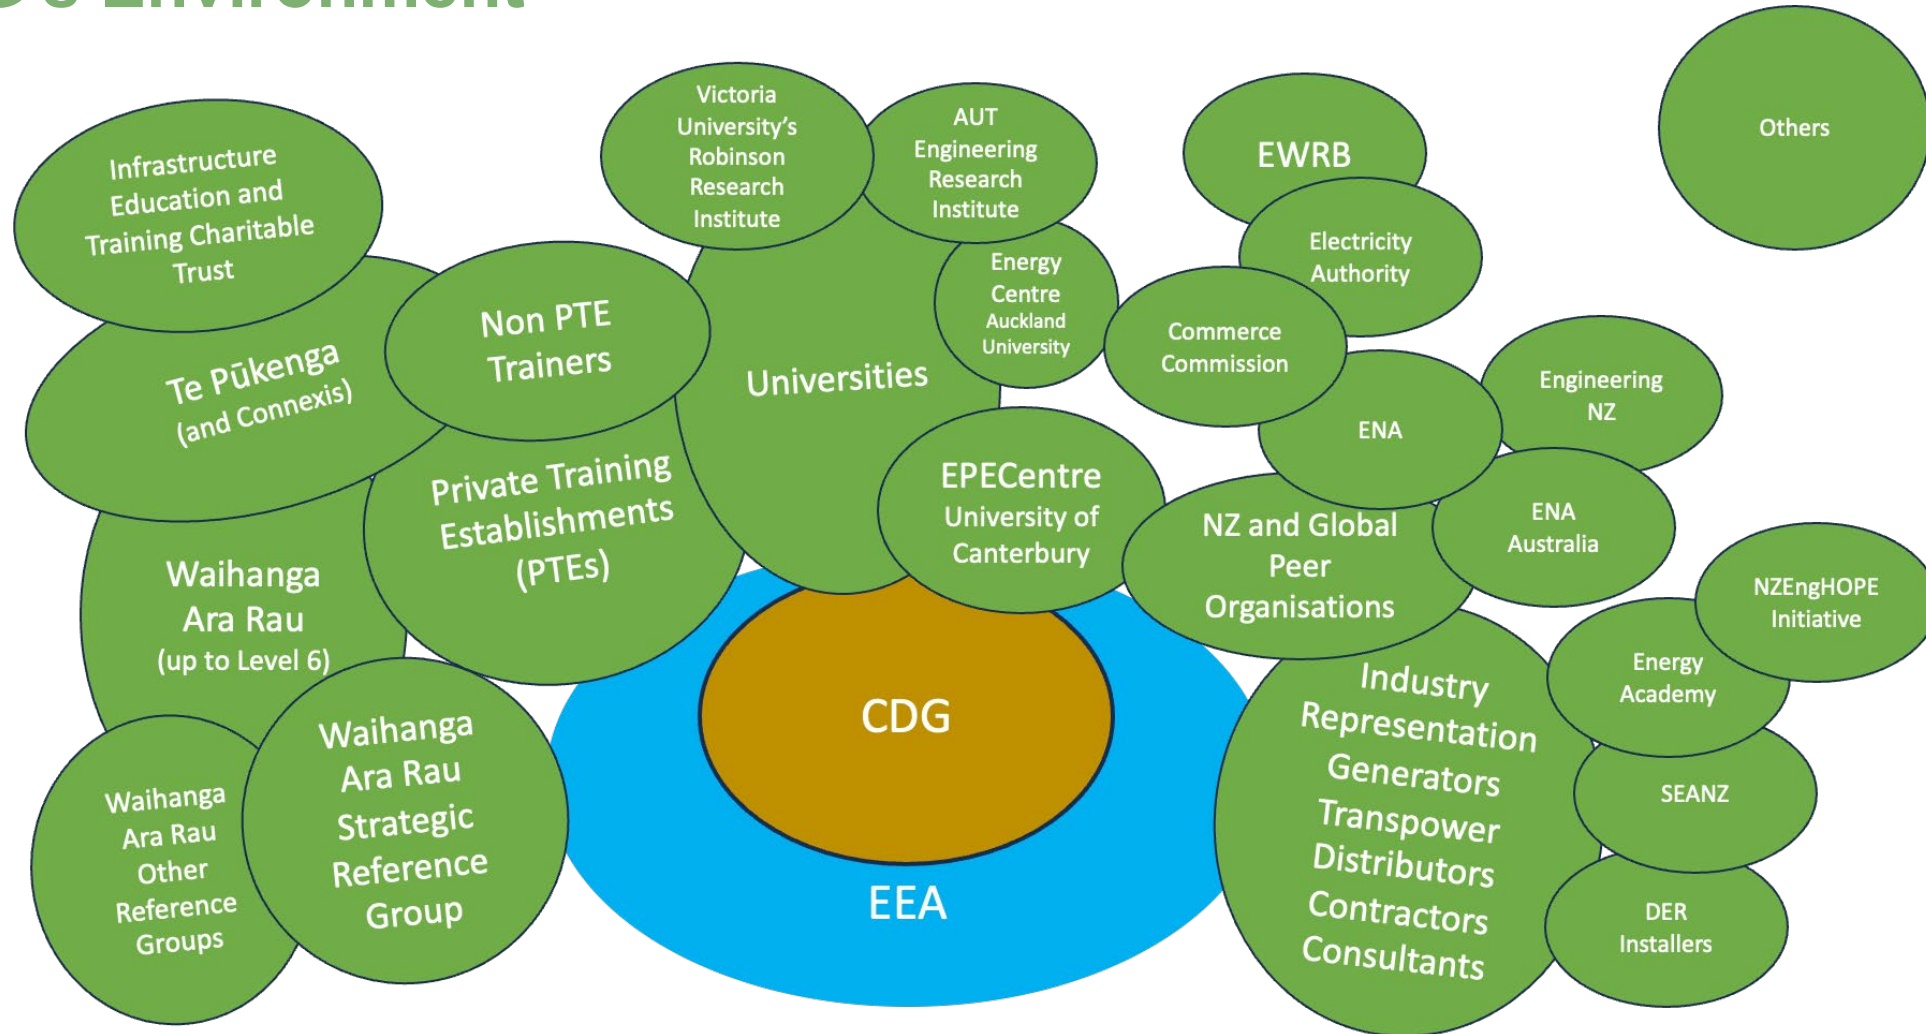 Environment
Infrastructure
Education and
Training Charitable
Trust
Te Pūkenga
(and Connexis)
Non PTE
Trainers
Private Training
Establishments
(PTEs)
Waihanga
Ara Rau
(up to Level 6)
Waihanga
Ara Rau
Other
Reference
Groups
Waihanga
Ara Rau
Strategic
Reference
Group
Victoria
University’s
Robinson
Research
Institute
AUT
Engineering
Research
Institute
Energy
Centre
Auckland
University
Universities
EPECentre
University of
Canterbury
CDG
EEA
EWRB
Electricity
Authority
Commerce
Commission
ENA
Engineering
NZ
ENA
Australia
NZ and Global
Peer
Organisations
Industry
Representation
Generators
Transpower
Distributors
Contractors
Consultants
NZEngHOPE
Initiative
Energy
Academy
SEANZ
DER
Installers
Others